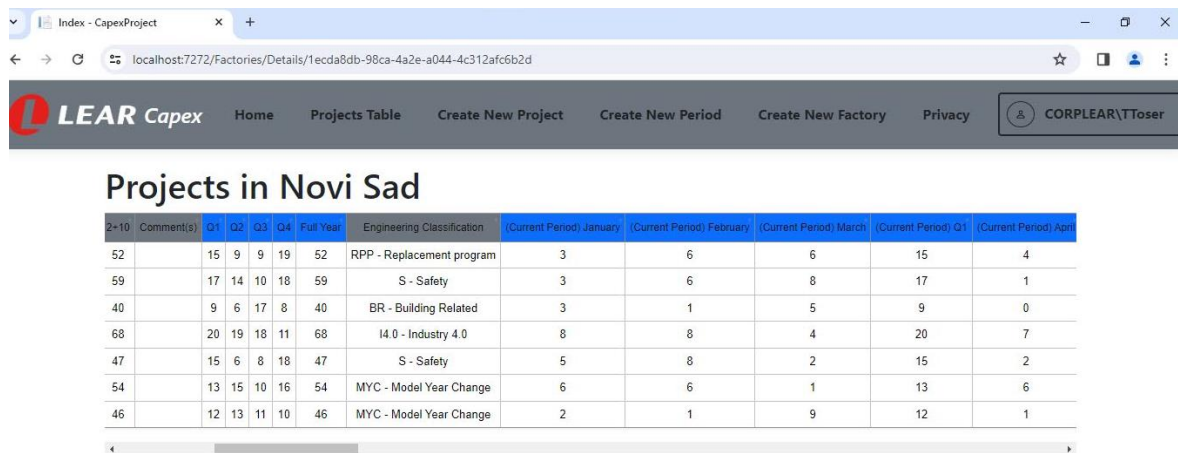 Index - CapexProject
localhost:7272/Factories/Details/1ecda8db-98ca-4a2e-a044-4c312afc6b2d
LEAR Capex Home Projects Table Create New Project Create New Period Create New Factory Privacy CORPLEAR\TToser
Projects in Novi Sad
2+10 Comment(s) Q1 Q2 Q3 Q4 Full Year Engineering Classification (Current Period) January (Current Period) February (Current Period) March (Current Period) Q1 (Current Period) April
52 15 9 9 19 52 RPP - Replacement program 3 6 6 15 4
59 17 14 10 18 59 S - Safety 3 6 8 17 1
40 9 6 17 8 40 BR - Building Related 3 1 5 9 0
68 20 19 18 11 68 I4.0 - Industry 4.0 8 8 4 20 7
47 15 6 8 18 47 S - Safety 5 8 2 15 2
54 13 15 10 16 54 MYC - Model Year Change 6 6 1 13 6
46 12 13 11 10 46 MYC - Model Year Change 2 1 9 12 1